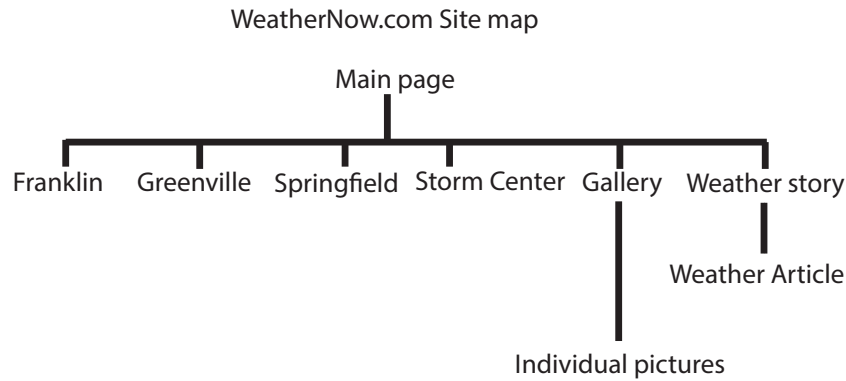 WeatherNow.com Site map
Main page
Franklin Greenville Springfield Storm Center Gallery Weather story
Weather Article
Individual pictures